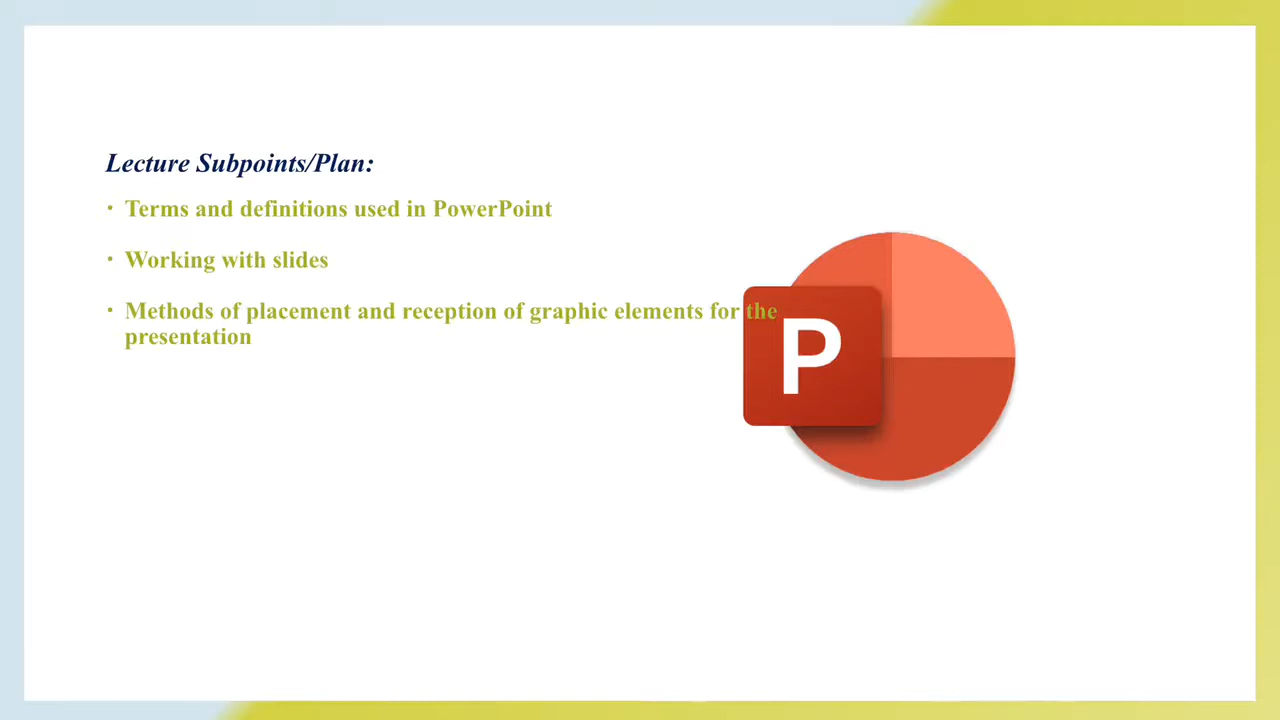 Lecture Subpoints/Plan:
· Terms and definitions used in PowerPoint
· Working with slides
· Methods of placement and reception of graphic elements for the
presentation
P